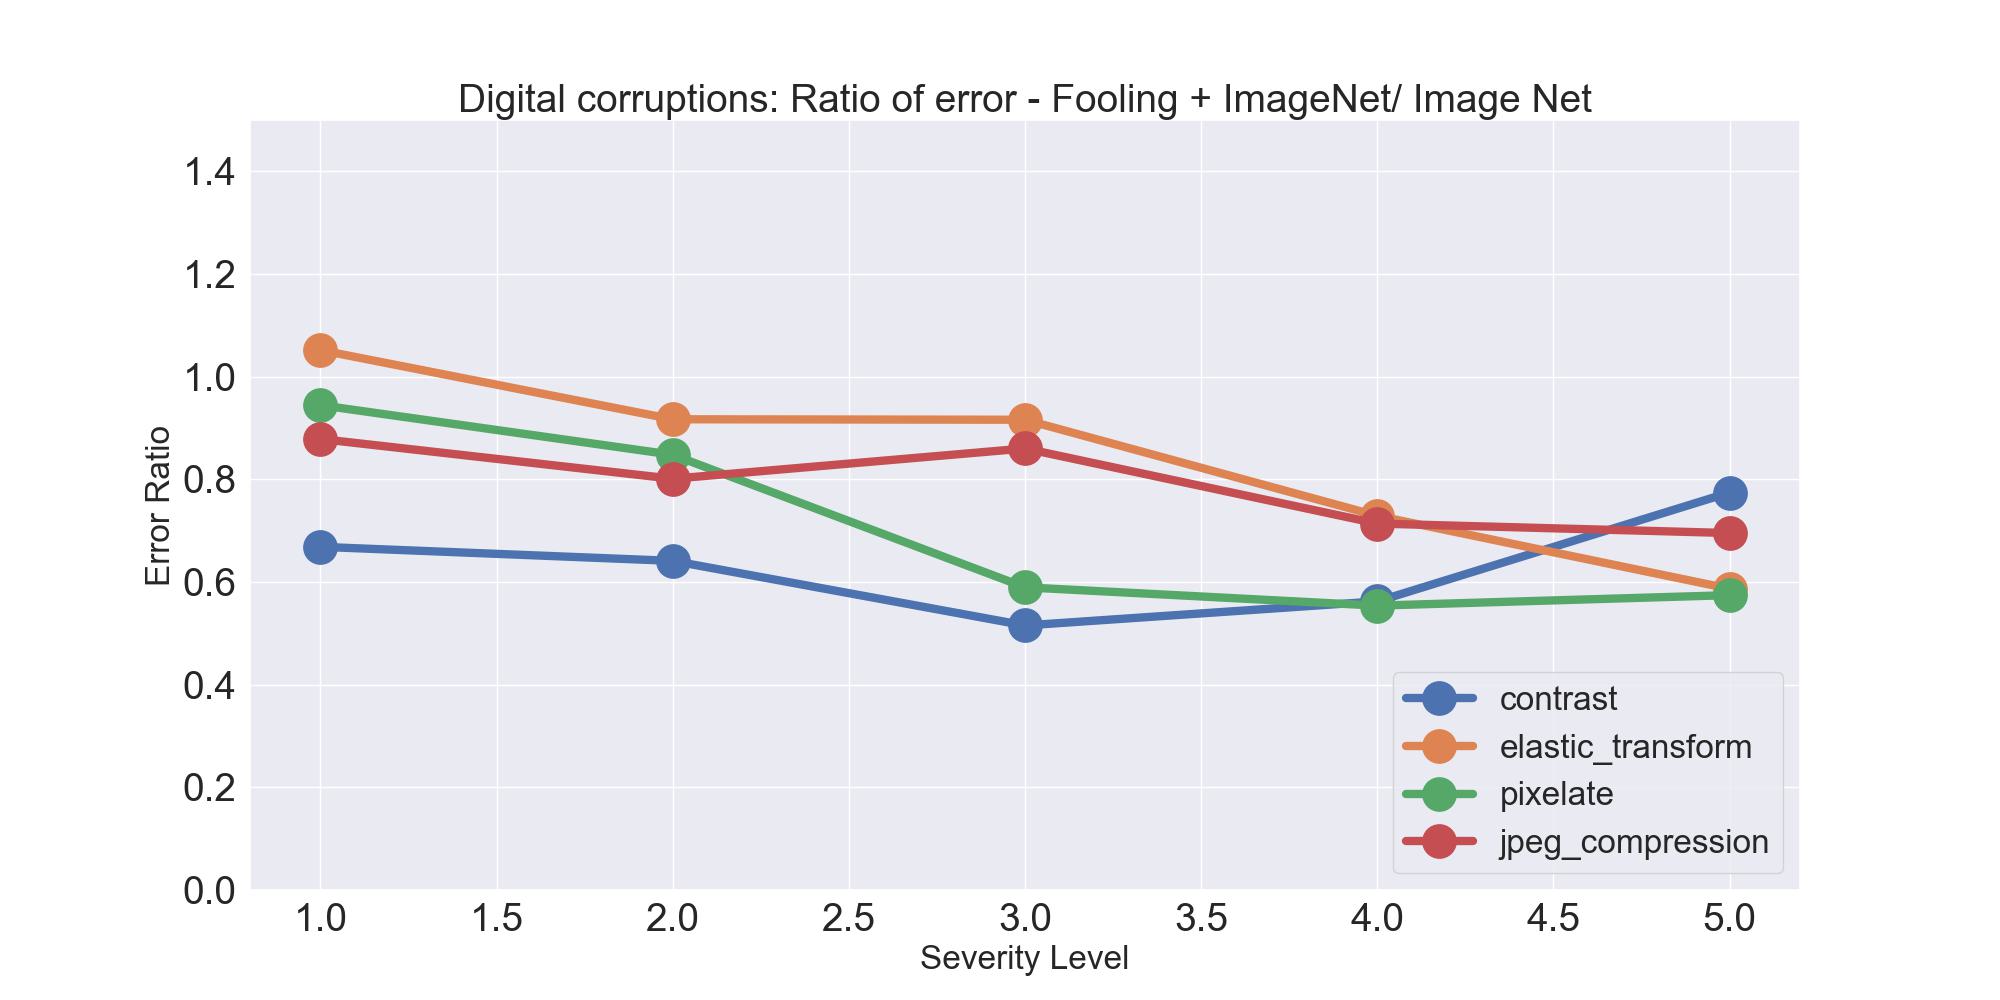 Digital corruptions: Ratio of error - Fooling + ImageNet/ Image Net
1.4
1.2
1.0
0.8
0.6
0.4
0.2
0.0
Error Ratio
contrast
elastic_transform
pixelate
jpeg_compression
1.0 1.5 2.0 2.5 3.0 3.5 4.0 4.5 5.0
Severity Level